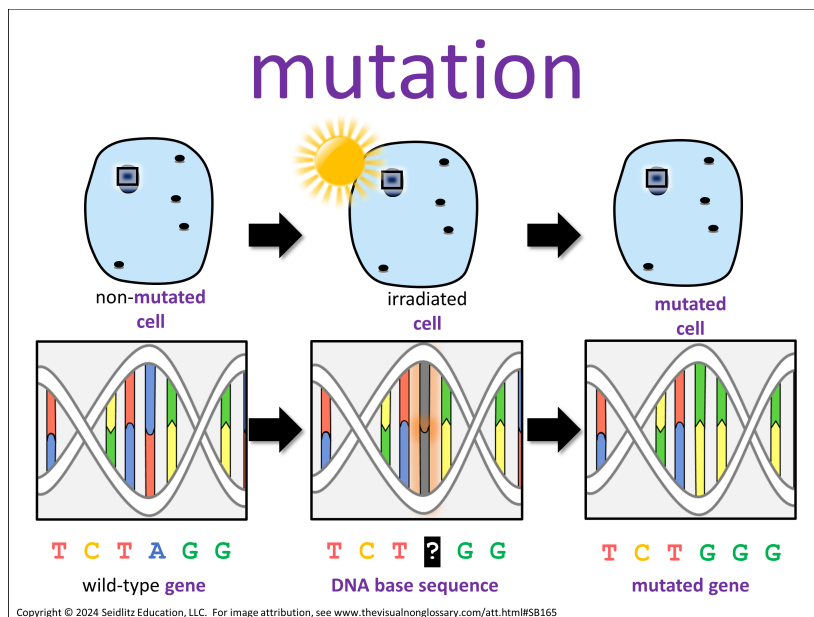 mutation
non-mutated
cell
irradiated
cell
mutated
cell
T C T A G G
T C T ? G G
T C T G G G
wild-type gene
DNA base sequence
mutated gene
Copyright © 2024 Seidlitz Education, LLC. For image attribution, see www.thevisualnonglossary.com/att.html#SB165